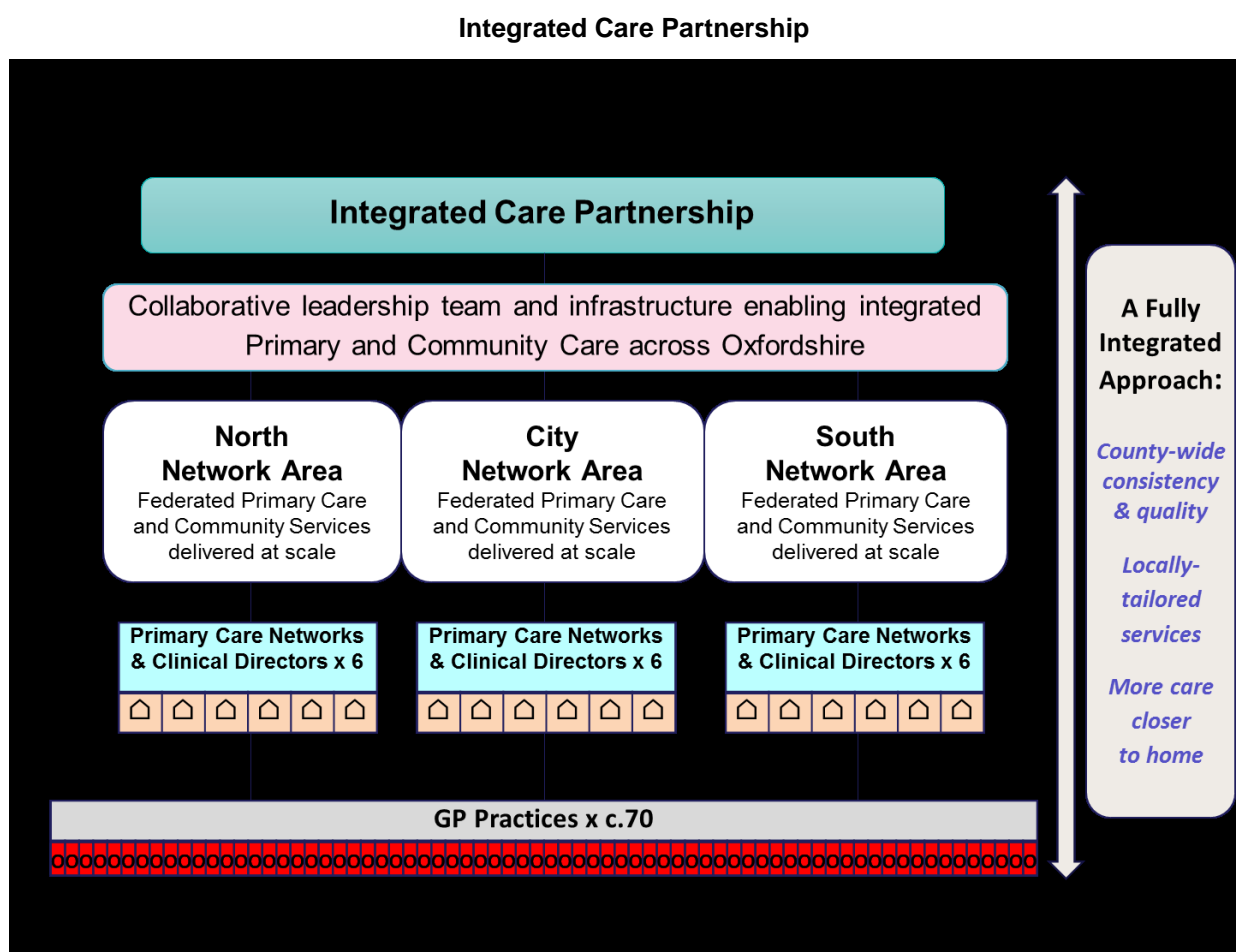 Integrated Care Partnership
Integrated Care Partnership
Collaborative leadership team and infrastructure enabling integrated
Primary and Community Care across Oxfordshire
North
Network Area
Federated Primary Care
and Community Services
delivered at scale
City
Network Area
Federated Primary Care
and Community Services
delivered at scale
South
Network Area
Federated Primary Care
and Community Services
delivered at scale
Primary Care Networks
& Clinical Directors x 6
Primary Care Networks
& Clinical Directors x 6
Primary Care Networks
& Clinical Directors x 6
GP Practices x c.70
A Fully
Integrated
Approach:
County-wide
consistency
& quality
Locally-
tailored
services
More care
closer
to home